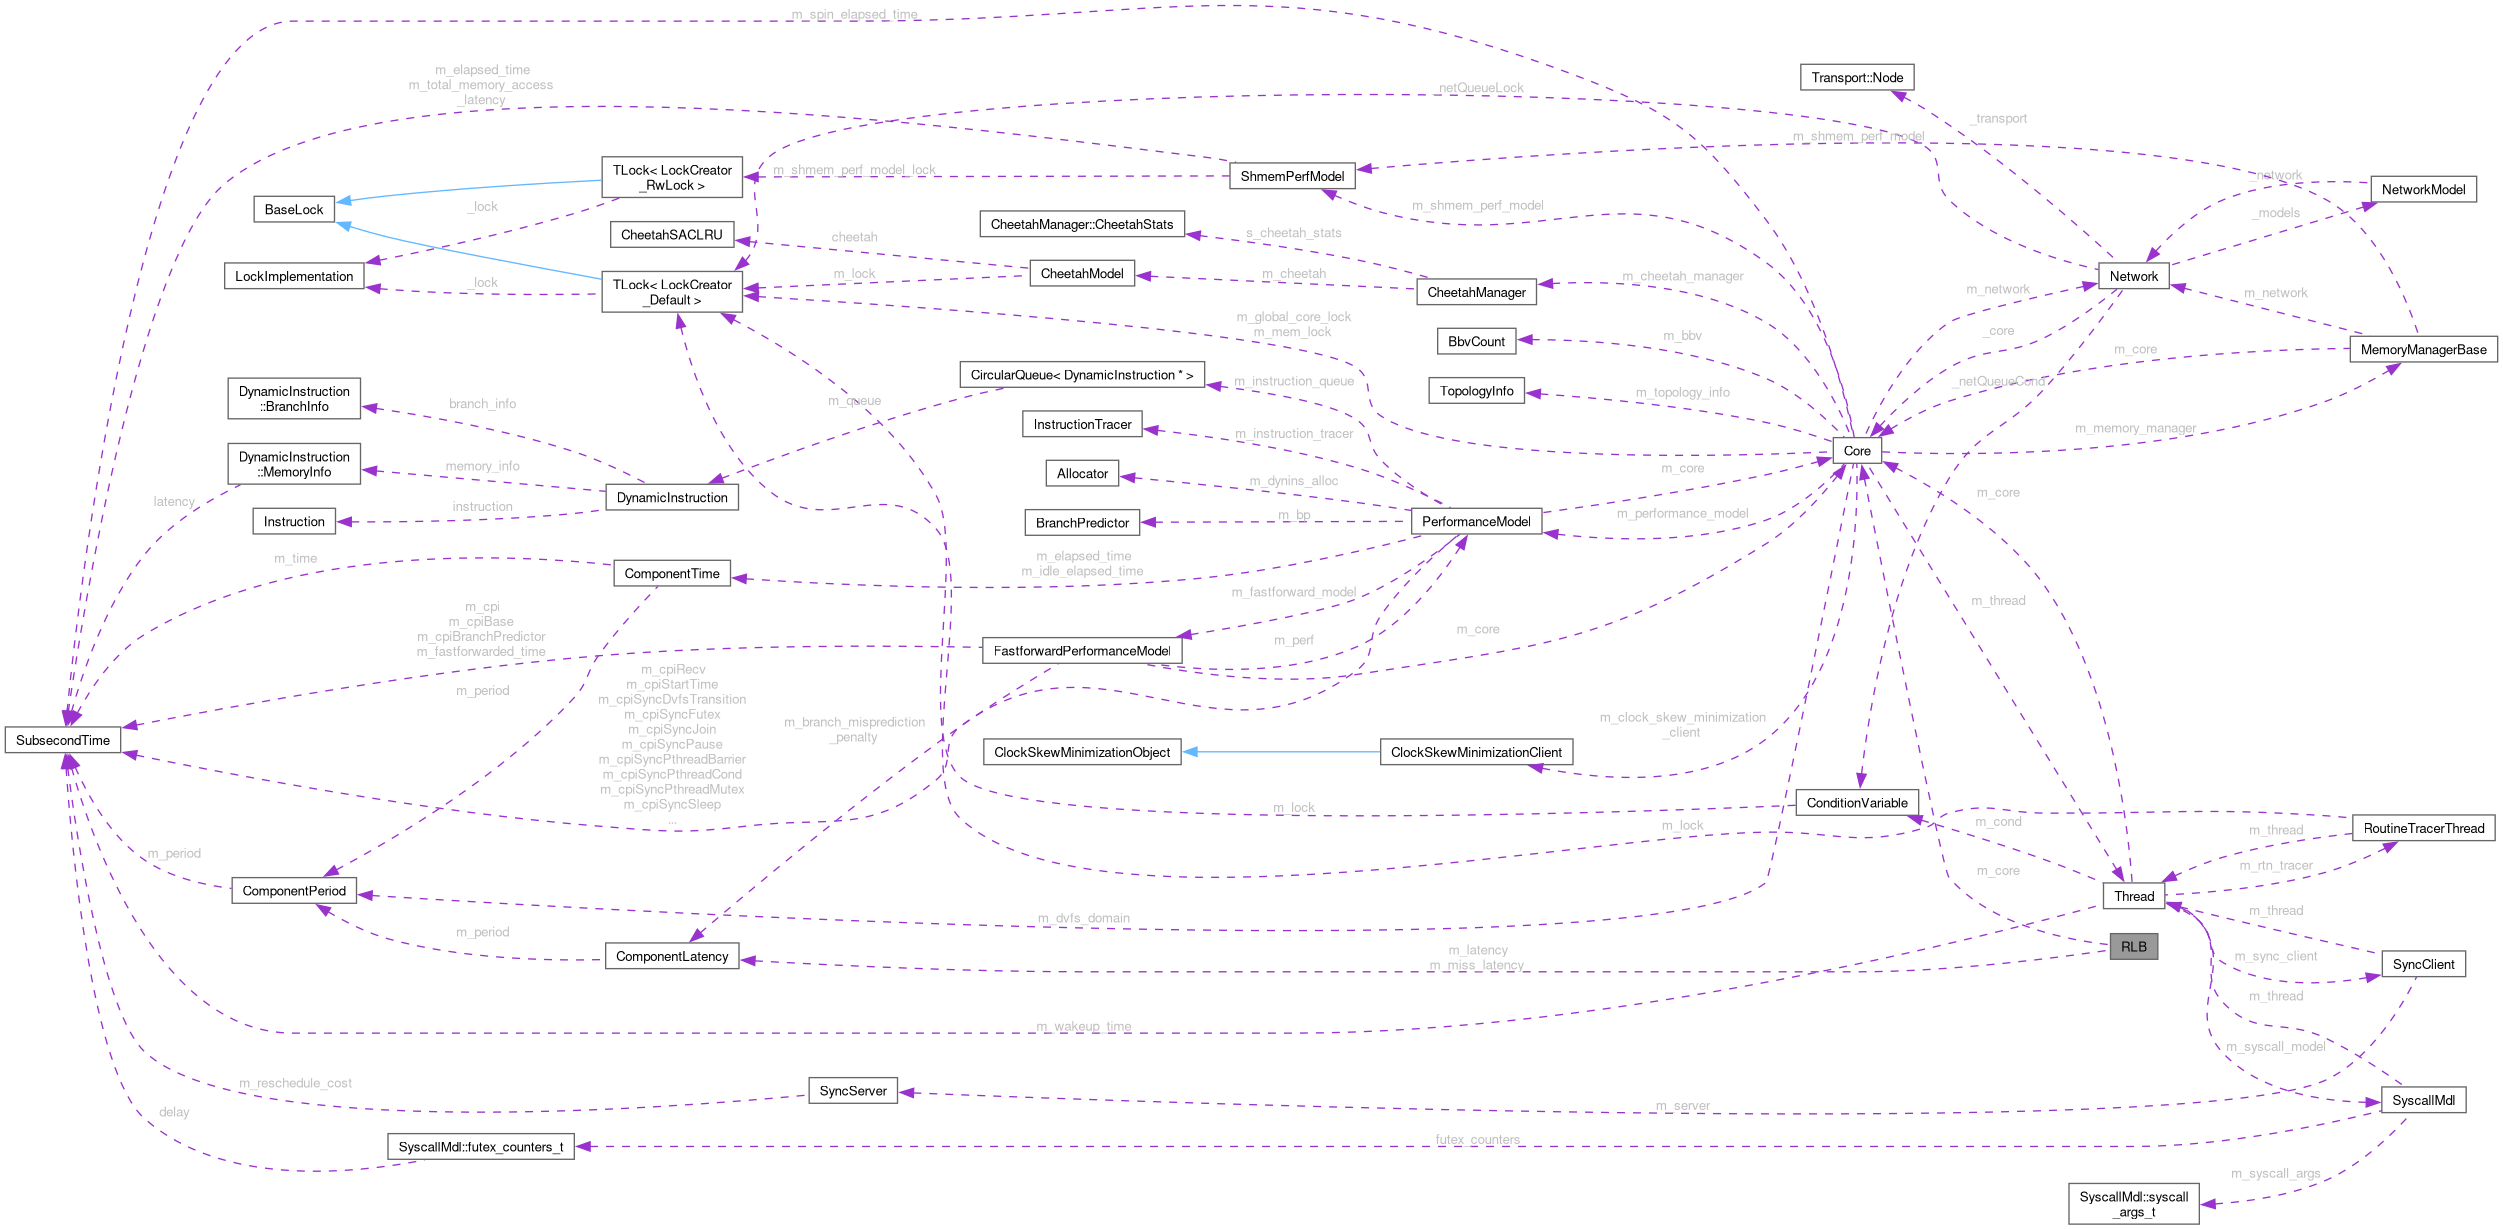 m_spin_elapsed_time
m_elapsed_time
m_total_memory_access
_latency
netQueueLock
Transport::Node
_transport
m_shmem_perf_model
TLock< LockCreator
_RwLock >
m_shmem_perf_model_lock
ShmemPerfModel
_network
NetworkModel
BaseLock
_lock
m_shmem_perf_model
_models
CheetahManager::CheetahStats
CheetahSACLRU
cheetah
s_cheetah_stats
LockImplementation
_lock
TLock< LockCreator
_Default >
m_lock
CheetahModel
m_cheetah
CheetahManager
m_cheetah_manager
Network
m_network
m_network
m_global_core_lock
m_mem_lock
BbvCount
m_bbv
_core
m_core
MemoryManagerBase
CircularQueue< DynamicInstruction * >
m_instruction_queue
TopologyInfo
m_topology_info
_netQueueCond
DynamicInstruction
::BranchInfo
branch_info
m_queue
InstructionTracer
m_instruction_tracer
m_memory_manager
Core
DynamicInstruction
::MemoryInfo
memory_info
Allocator
m_dynins_alloc
m_core
m_core
latency
DynamicInstruction
Instruction
instruction
BranchPredictor
m_bp
PerformanceModel
m_performance_model
m_time
ComponentTime
m_elapsed_time
m_idle_elapsed_time
m_fastforward_model
m_thread
m_cpi
m_cpiBase
m_cpiBranchPredictor
m_fastforwarded_time
FastforwardPerformanceModel
m_perf
m_core
m_period
m_cpiRecv
m_cpiStartTime
m_cpiSyncDvfsTransition
m_cpiSyncFutex
m_cpiSyncJoin
m_cpiSyncPause
m_cpiSyncPthreadBarrier
m_cpiSyncPthreadCond
m_cpiSyncPthreadMutex
m_cpiSyncSleep
...
m_branch_misprediction
_penalty
m_clock_skew_minimization
_client
SubsecondTime
ClockSkewMinimizationObject
ClockSkewMinimizationClient
m_lock
ConditionVariable
m_lock
m_cond
m_thread
RoutineTracerThread
m_period
m_core
m_rtn_tracer
ComponentPeriod
Thread
m_dvfs_domain
m_thread
m_period
ComponentLatency
m_latency
m_miss_latency
RLB
m_sync_client
SyncClient
m_thread
m_wakeup_time
m_syscall_model
m_reschedule_cost
SyncServer
m_server
SyscallMdl
delay
SyscallMdl::futex_counters_t
futex_counters
m_syscall_args
SyscallMdl::syscall
_args_t